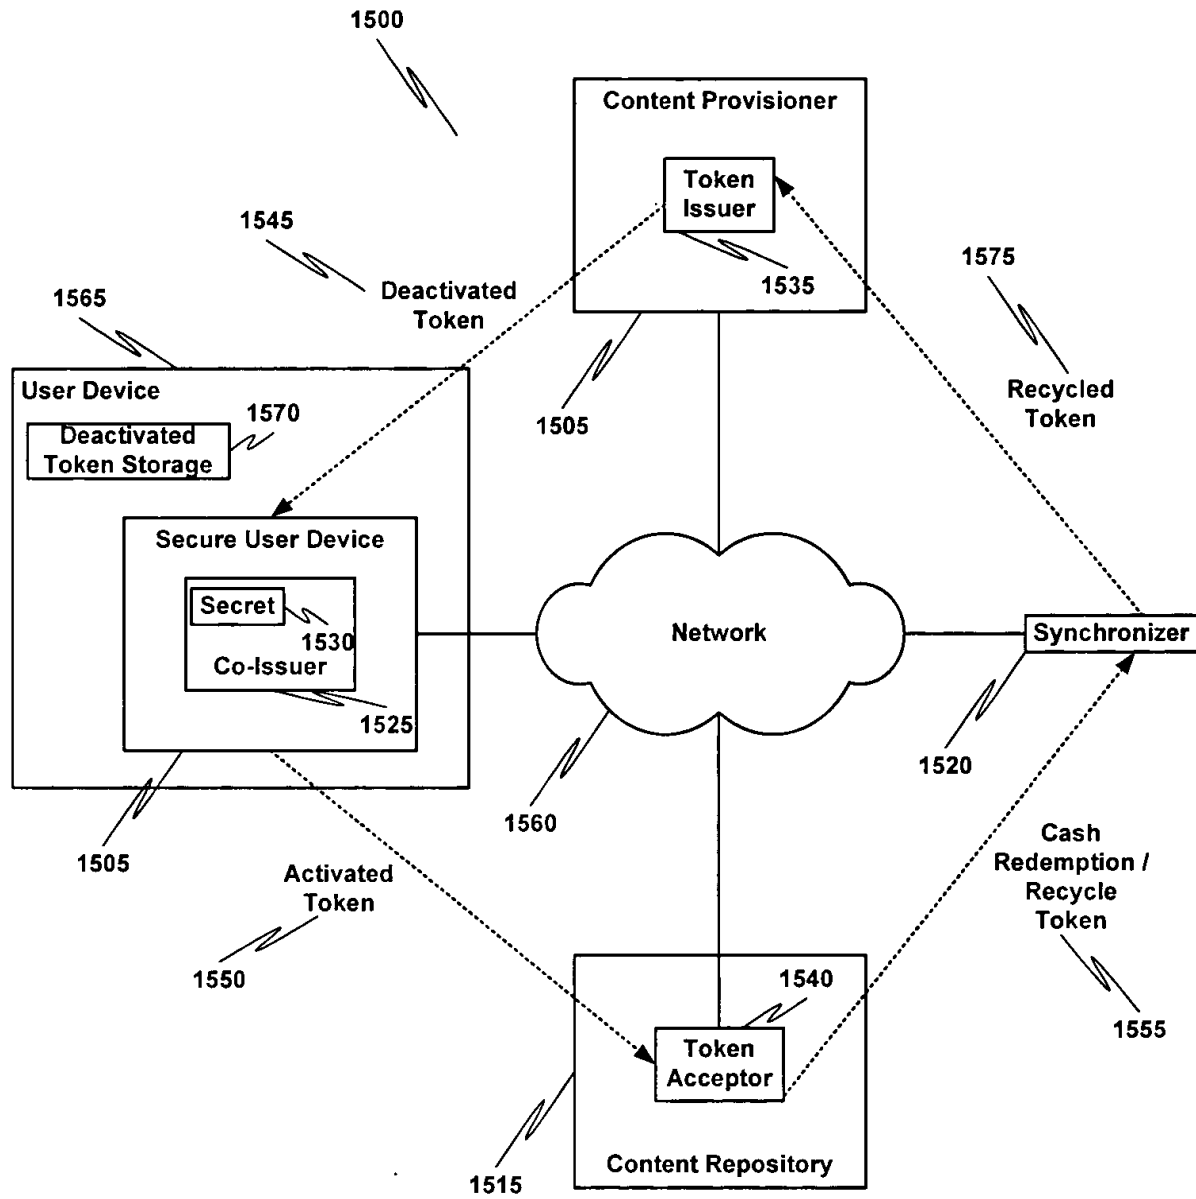 1500
Content Provisioner
Token
Issuer
1535
1545
Deactivated
Token
1575
Recycled
Token
1565
User Device
1570
Deactivated
Token Storage
1505
Secure User Device
Secret
1530
Co-Issuer
1525
Network
Synchronizer
1520
1560
1505
Activated
Token
1550
Cash
Redemption /
Recycle
Token
1555
1540
Token
Acceptor
Content Repository
1515